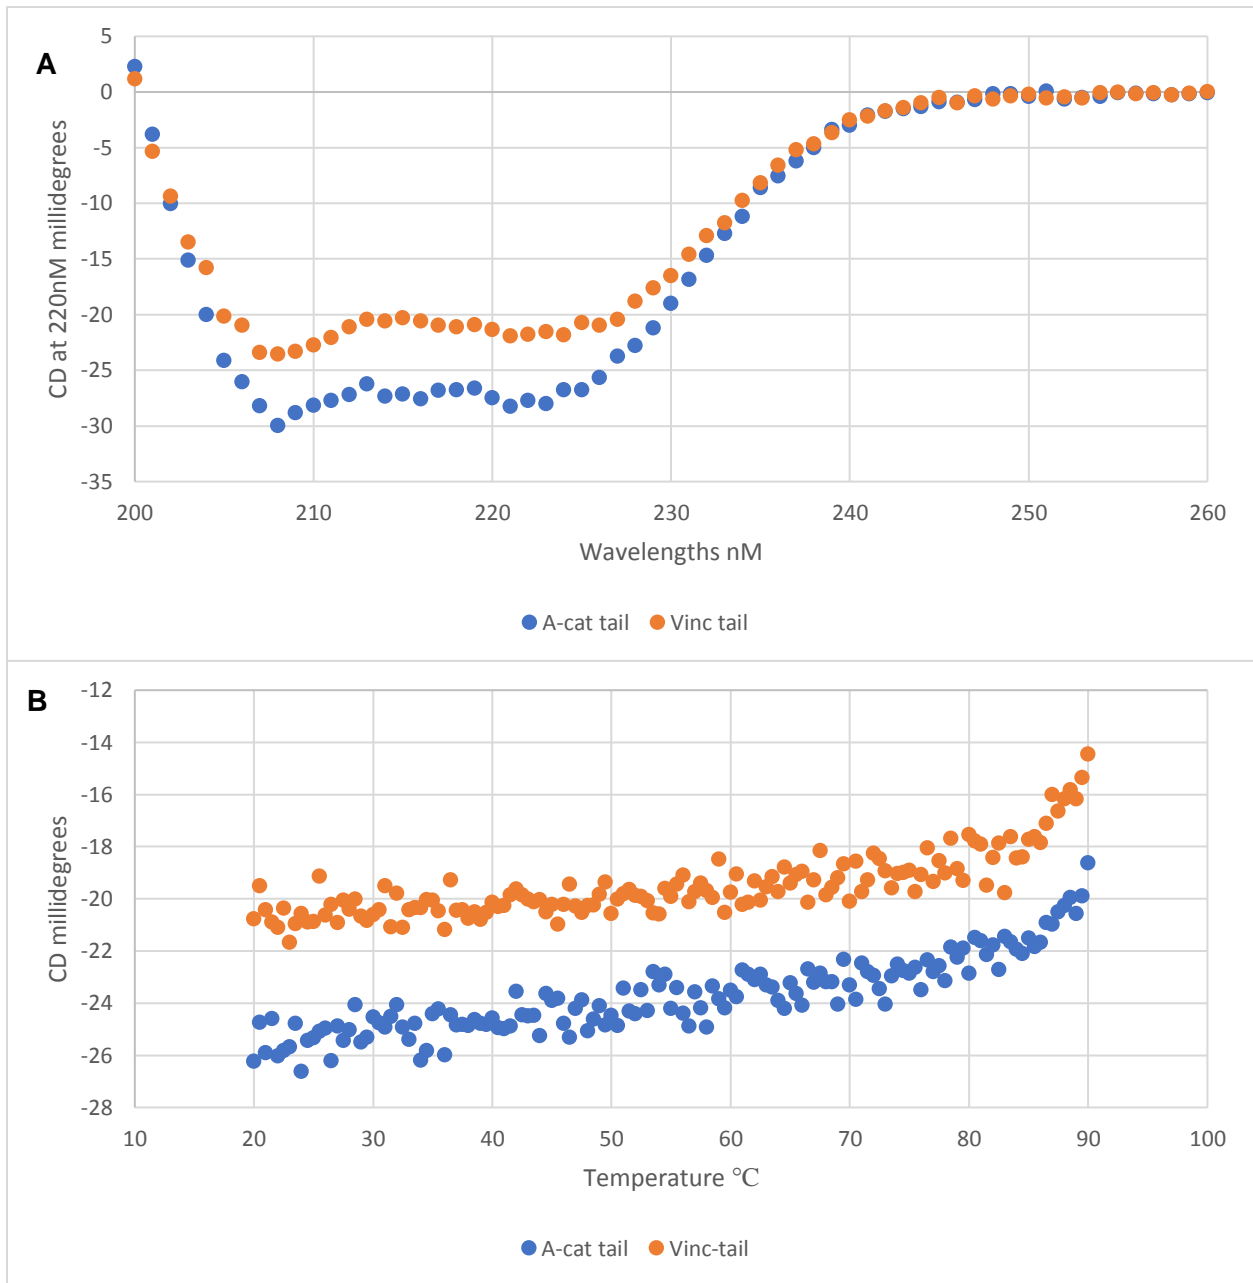 A
CD at 220nM millidegrees
5
0
-5
-10
-15
-20
-25
-30
-35
200 210 220 230 240 250 260
Wavelengths nM
A-cat tail Vinc tail
B
CD millidegrees
-12
-14
-16
-18
-20
-22
-24
-26
-28
10 20 30 40 50 60 70 80 90 100
Temperature °C
A-cat tail Vinc-tail